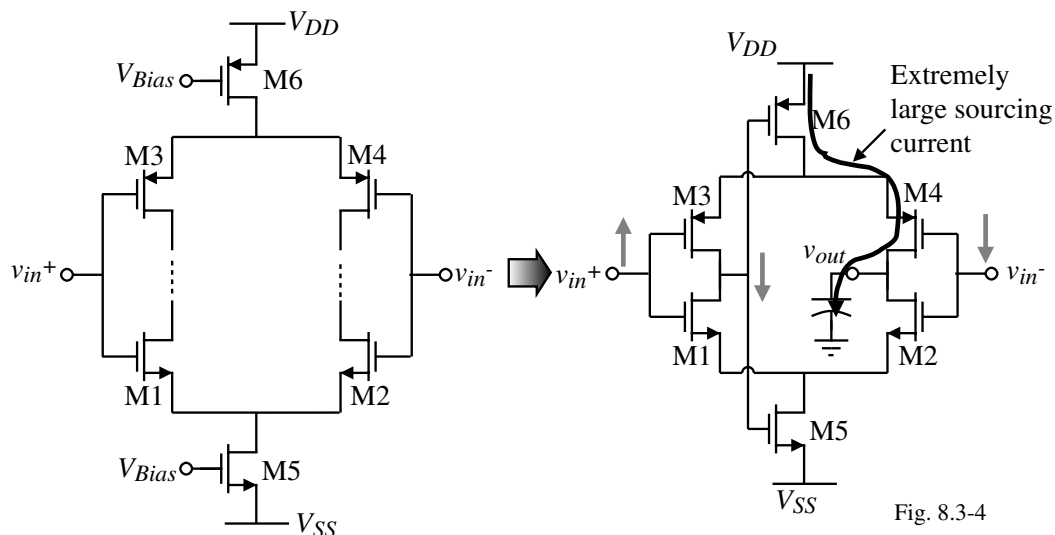 V_DD
V_Bias
M6
M3
M4
v_in+
v_in-
M1
M2
V_Bias
M5
V_SS
V_DD
Extremely
large sourcing
current
M6
M3
M4
v_out
v_in+
v_in-
M1
M2
M5
V_SS
Fig. 8.3-4